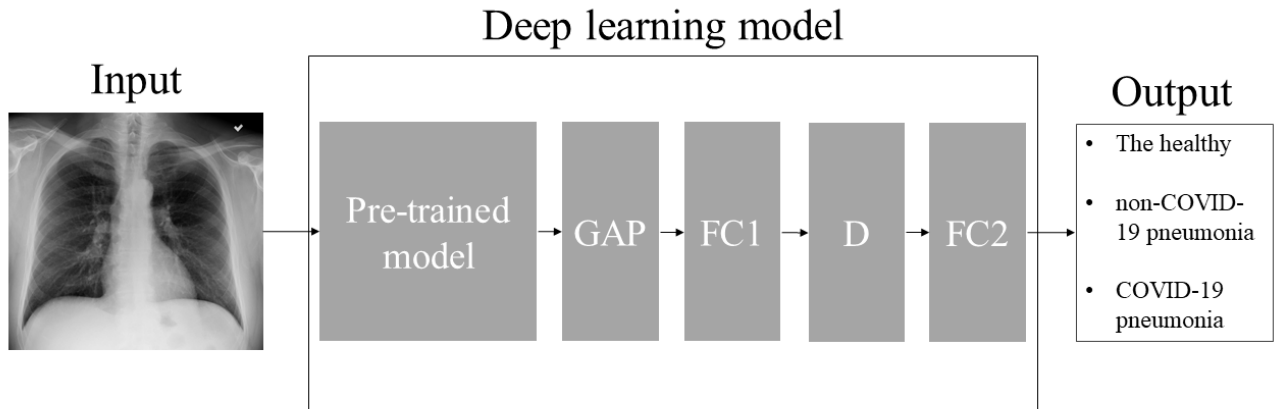 Deep learning model
Input
Output
Pre-trained
model
GAP
FC1
D
FC2
• The healthy
• non-COVID-
19 pneumonia
• COVID-19
pneumonia